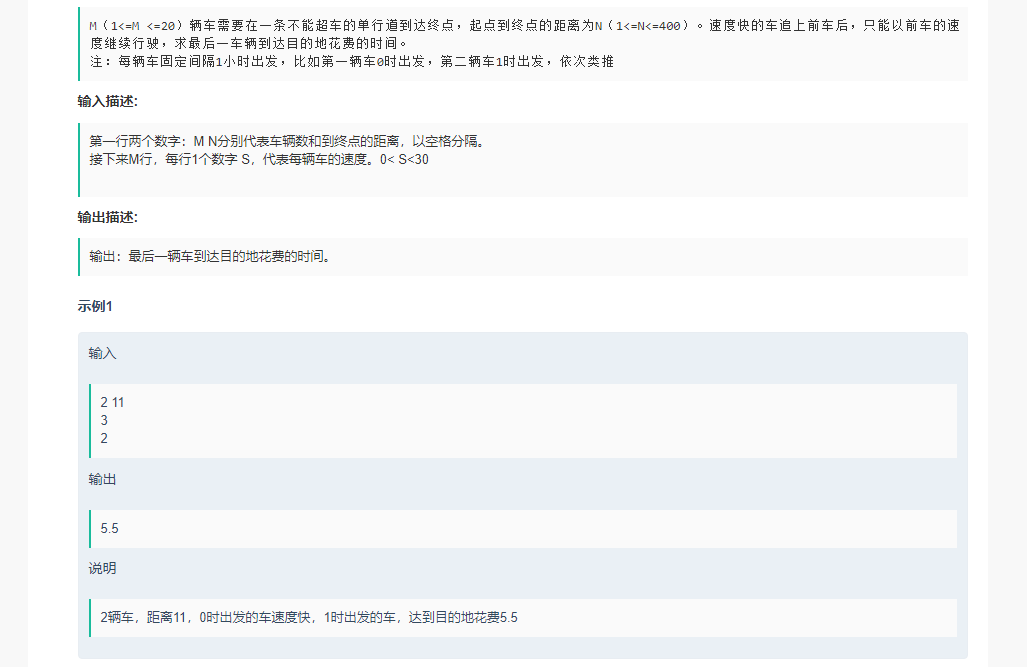 M（1<=M <=20）辆车需要在一条不能超车的单行道到达终点，起点到终点的距离为N（1<=N<=400）。速度快的车追上前车后，只能以前车的速
度继续行驶，求最后一车辆到达目的地花费的时间。
注：每辆车固定间隔1小时出发，比如第一辆车0时出发，第二辆车1时出发，依次类推
输入描述:
第一行两个数字：M N分别代表车辆数和到终点的距离，以空格分隔。
接下来M行，每行1个数字 S，代表每辆车的速度。0< S<30
输出描述:
输出：最后一辆车到达目的地花费的时间。
示例1
输入
2 11
3
2
输出
5.5
说明
2辆车，距离11，0时出发的车速度快，1时出发的车，达到目的地花费5.5